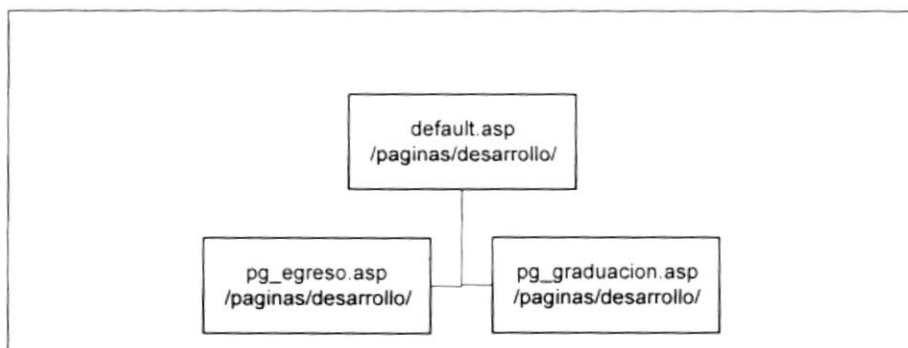 default.asp
/paginas/desarrollo/
pg_egreso.asp
/paginas/desarrollo/
pg_graduacion.asp
/paginas/desarrollo/